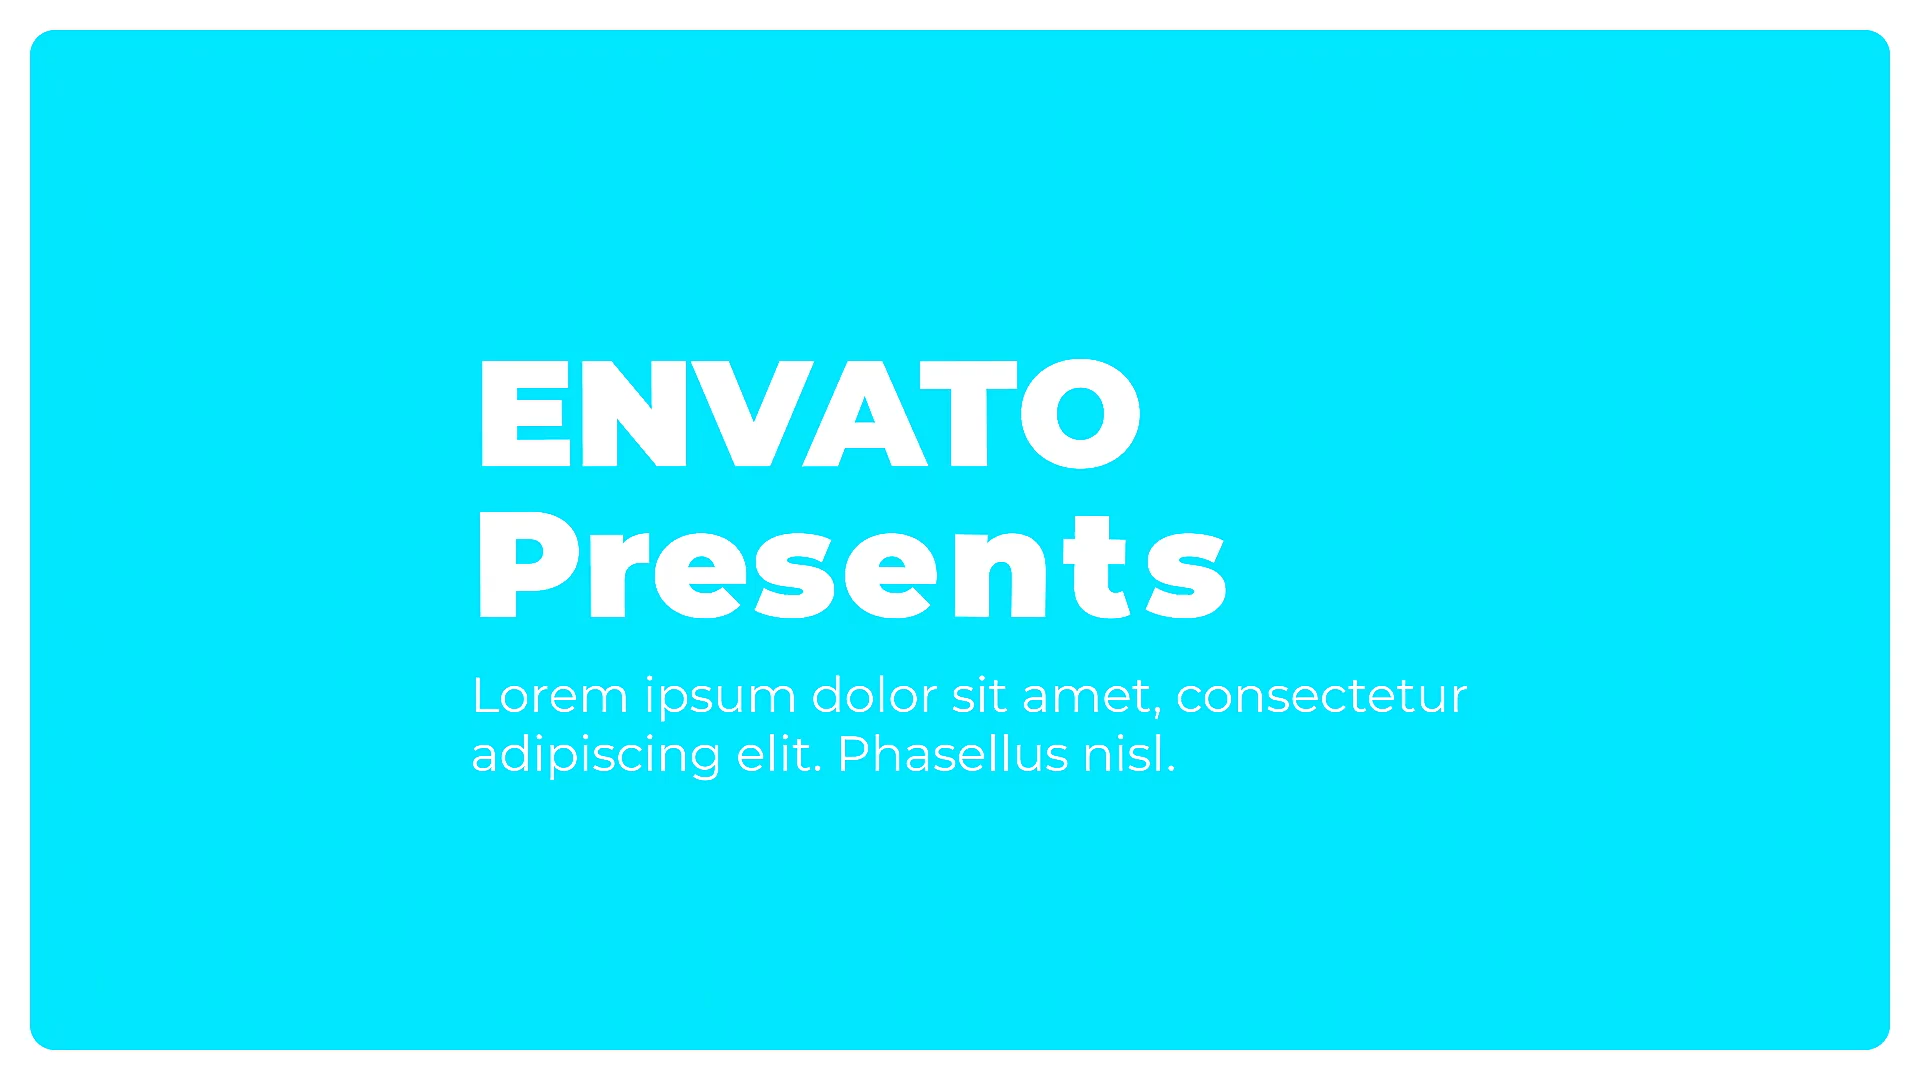 ENVATO
Presents
Lorem ipsum dolor sit amet, consectetur
adipiscing elit. Phasellus nisl.